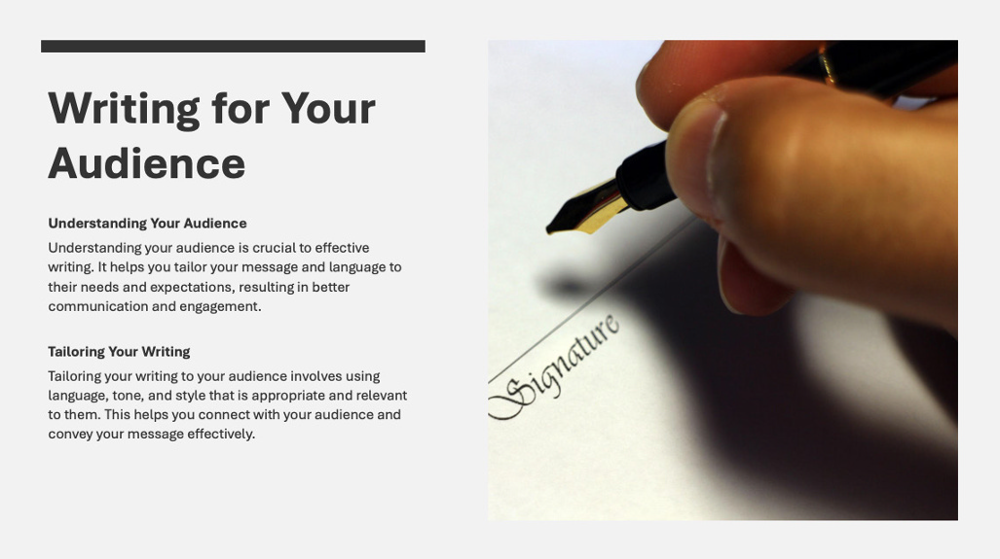 Writing for Your
Audience
Understanding Your Audience
Understanding your audience is crucial to effective
writing. It helps you tailor your message and language to
their needs and expectations, resulting in better
communication and engagement.
Tailoring Your Writing
Tailoring your writing to your audience involves using
language, tone, and style that is appropriate and relevant
to them. This helps you connect with your audience and
convey your message effectively.
Signature